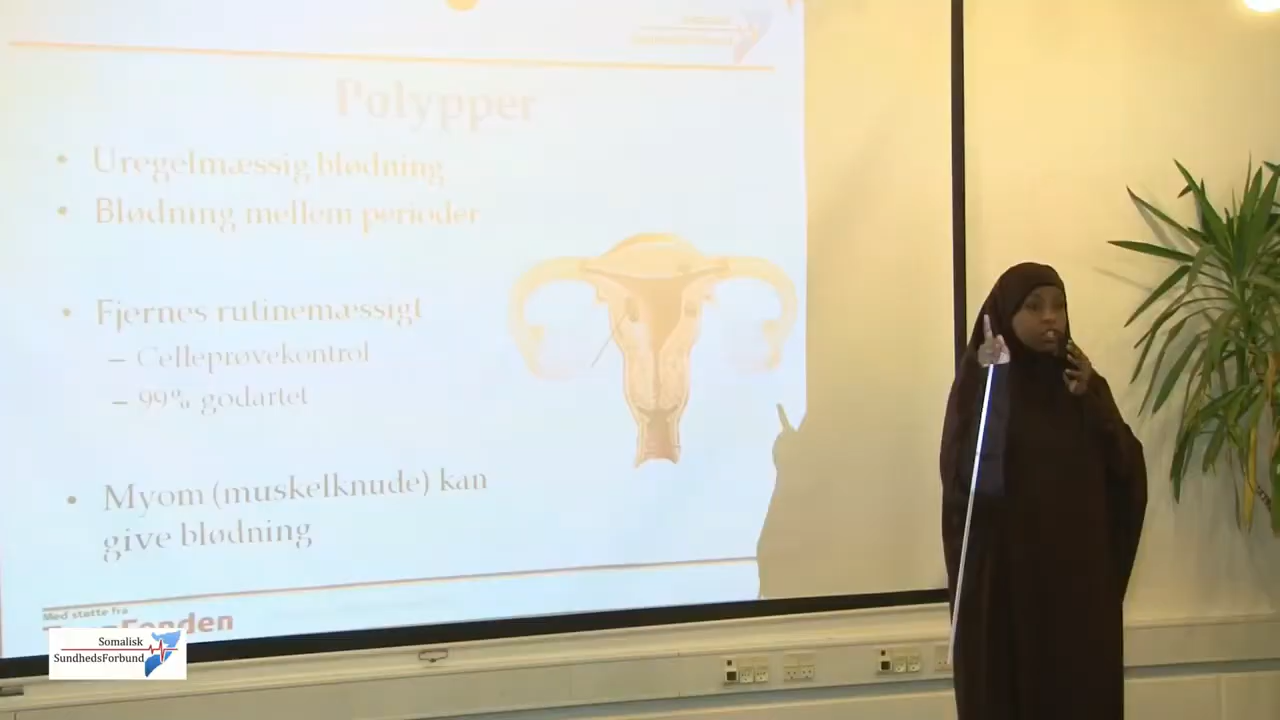 Polypper
• Uregelmæssig blødning
• Blødning mellem perioder
• Fjernes rutinemæssigt
– Celleprøvekontrol
– 99% godartet
• Myom (muskelknude) kan
give blødning
Med støtte fra
Somalisk
SundhedsForbund